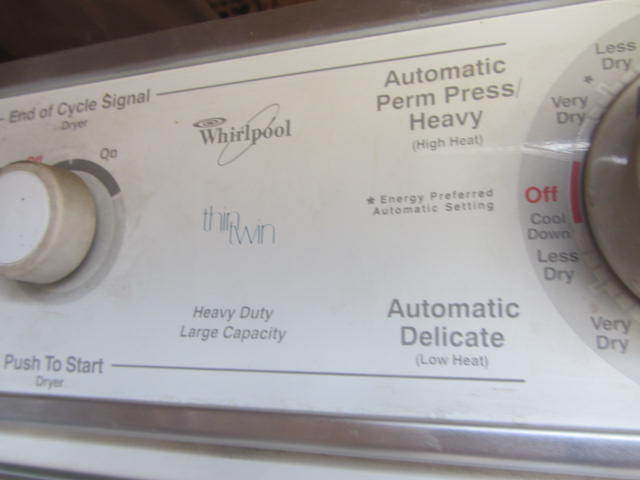 End of Cycle Signal
Dryer
Off
On
Whirlpool
thin
twin
Heavy Duty
Large Capacity
Push To Start
Dryer
Automatic
Perm Press/
Heavy
(High Heat)
* Energy Preferred
Automatic Setting
Automatic
Delicate
(Low Heat)
Less
Dry
*
Very
Dry
Off
Cool
Down
Less
Dry
Very
Dry